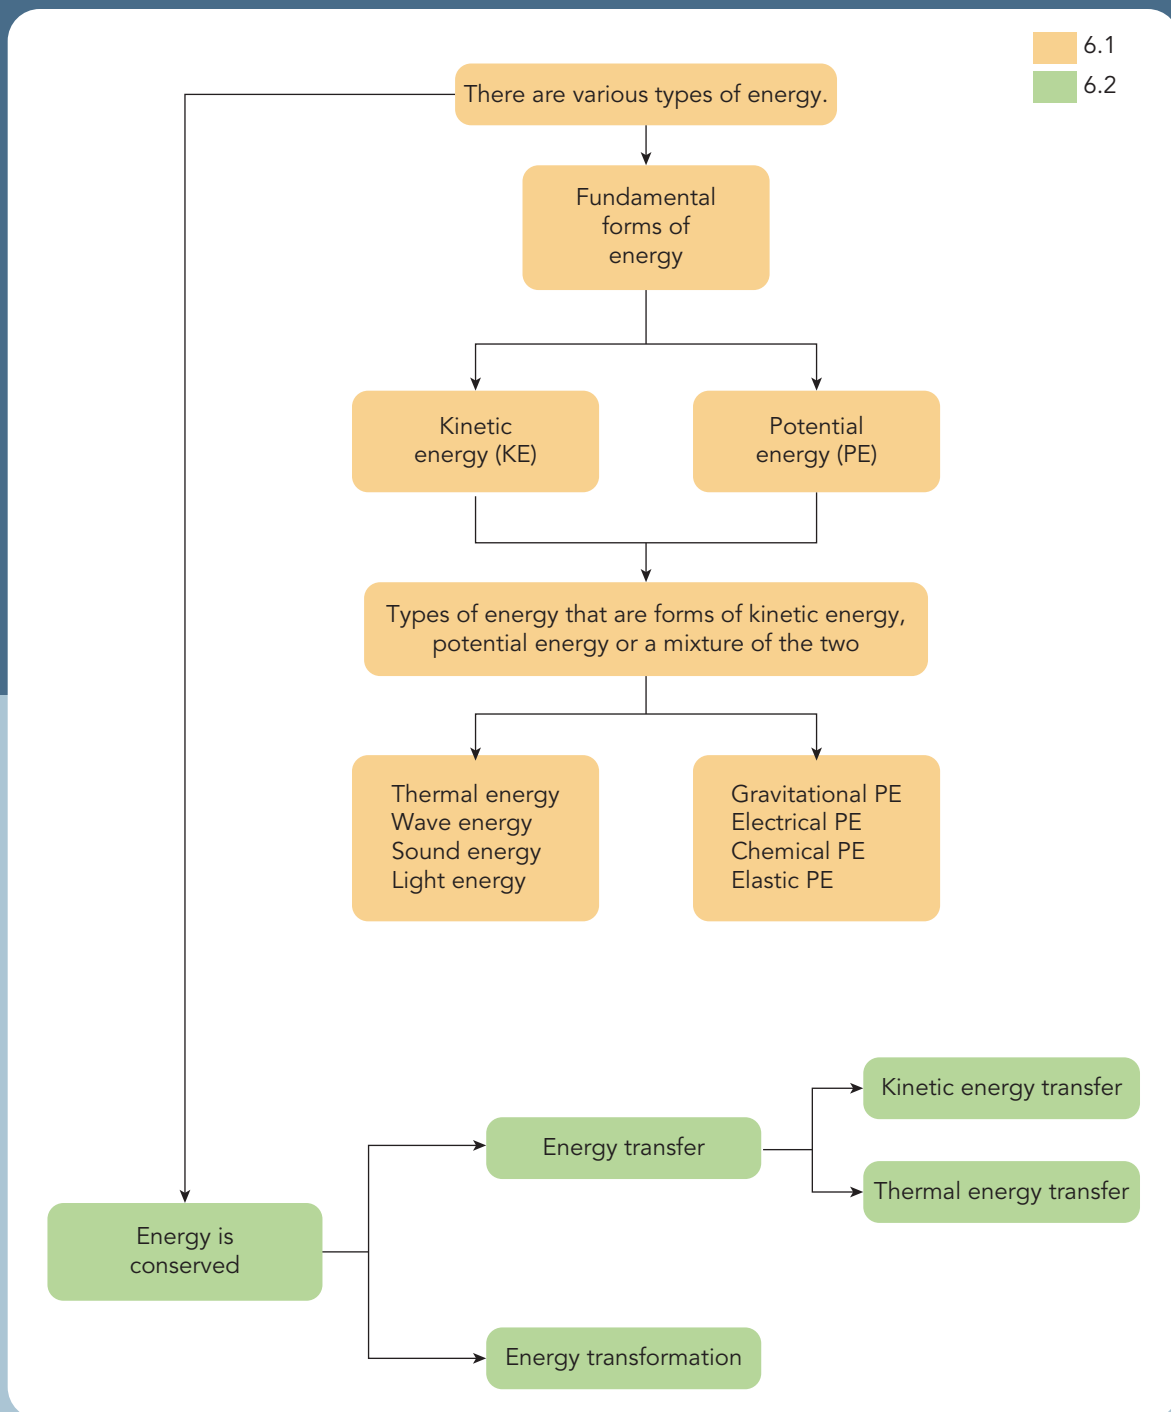 6.1
6.2
There are various types of energy.
Fundamental
forms of
energy
Kinetic
energy (KE)
Potential
energy (PE)
Types of energy that are forms of kinetic energy,
potential energy or a mixture of the two
Thermal energy
Wave energy
Sound energy
Light energy
Gravitational PE
Electrical PE
Chemical PE
Elastic PE
Kinetic energy transfer
Energy transfer
Thermal energy transfer
Energy is
conserved
Energy transformation